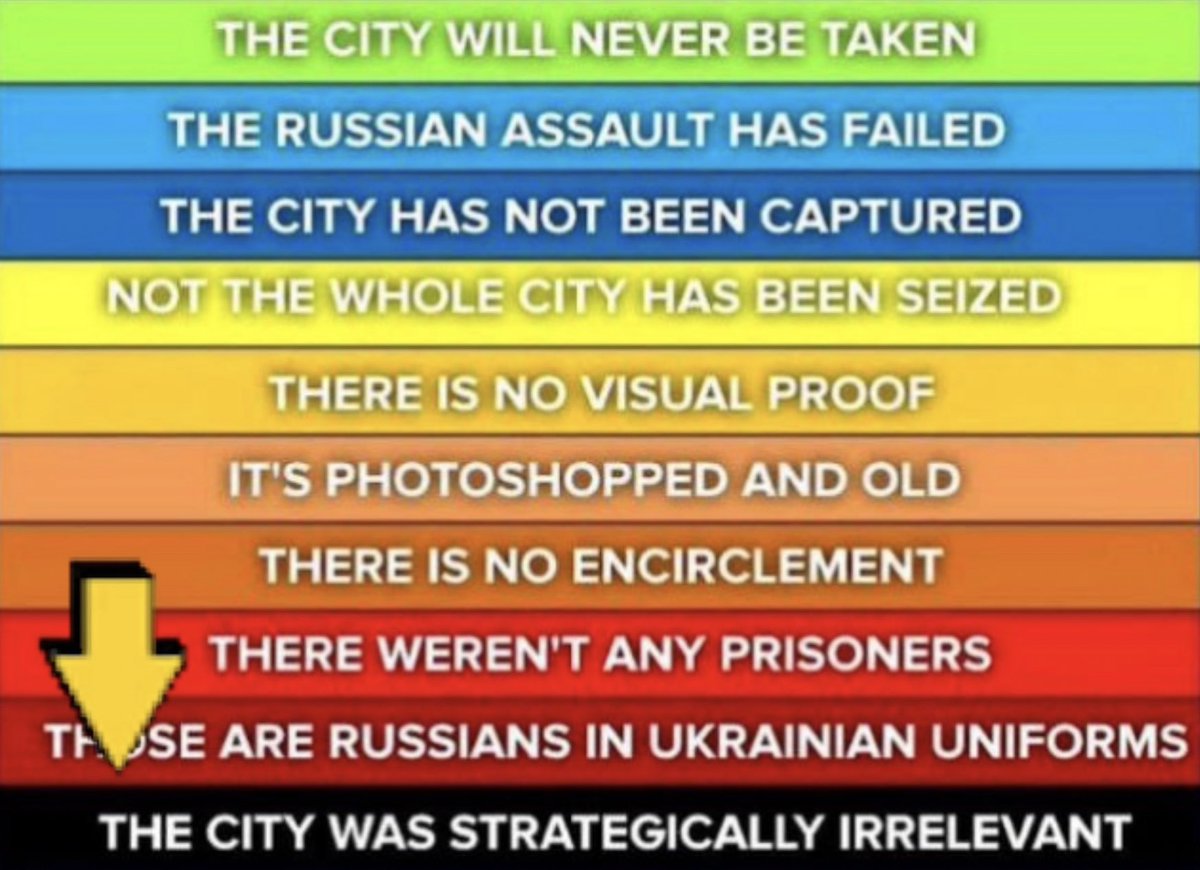 THE CITY WILL NEVER BE TAKEN
THE RUSSIAN ASSAULT HAS FAILED
THE CITY HAS NOT BEEN CAPTURED
NOT THE WHOLE CITY HAS BEEN SEIZED
THERE IS NO VISUAL PROOF
IT'S PHOTOSHOPPED AND OLD
THERE IS NO ENCIRCLEMENT
THERE WEREN'T ANY PRISONERS
THOSE ARE RUSSIANS IN UKRAINIAN UNIFORMS
THE CITY WAS STRATEGICALLY IRRELEVANT